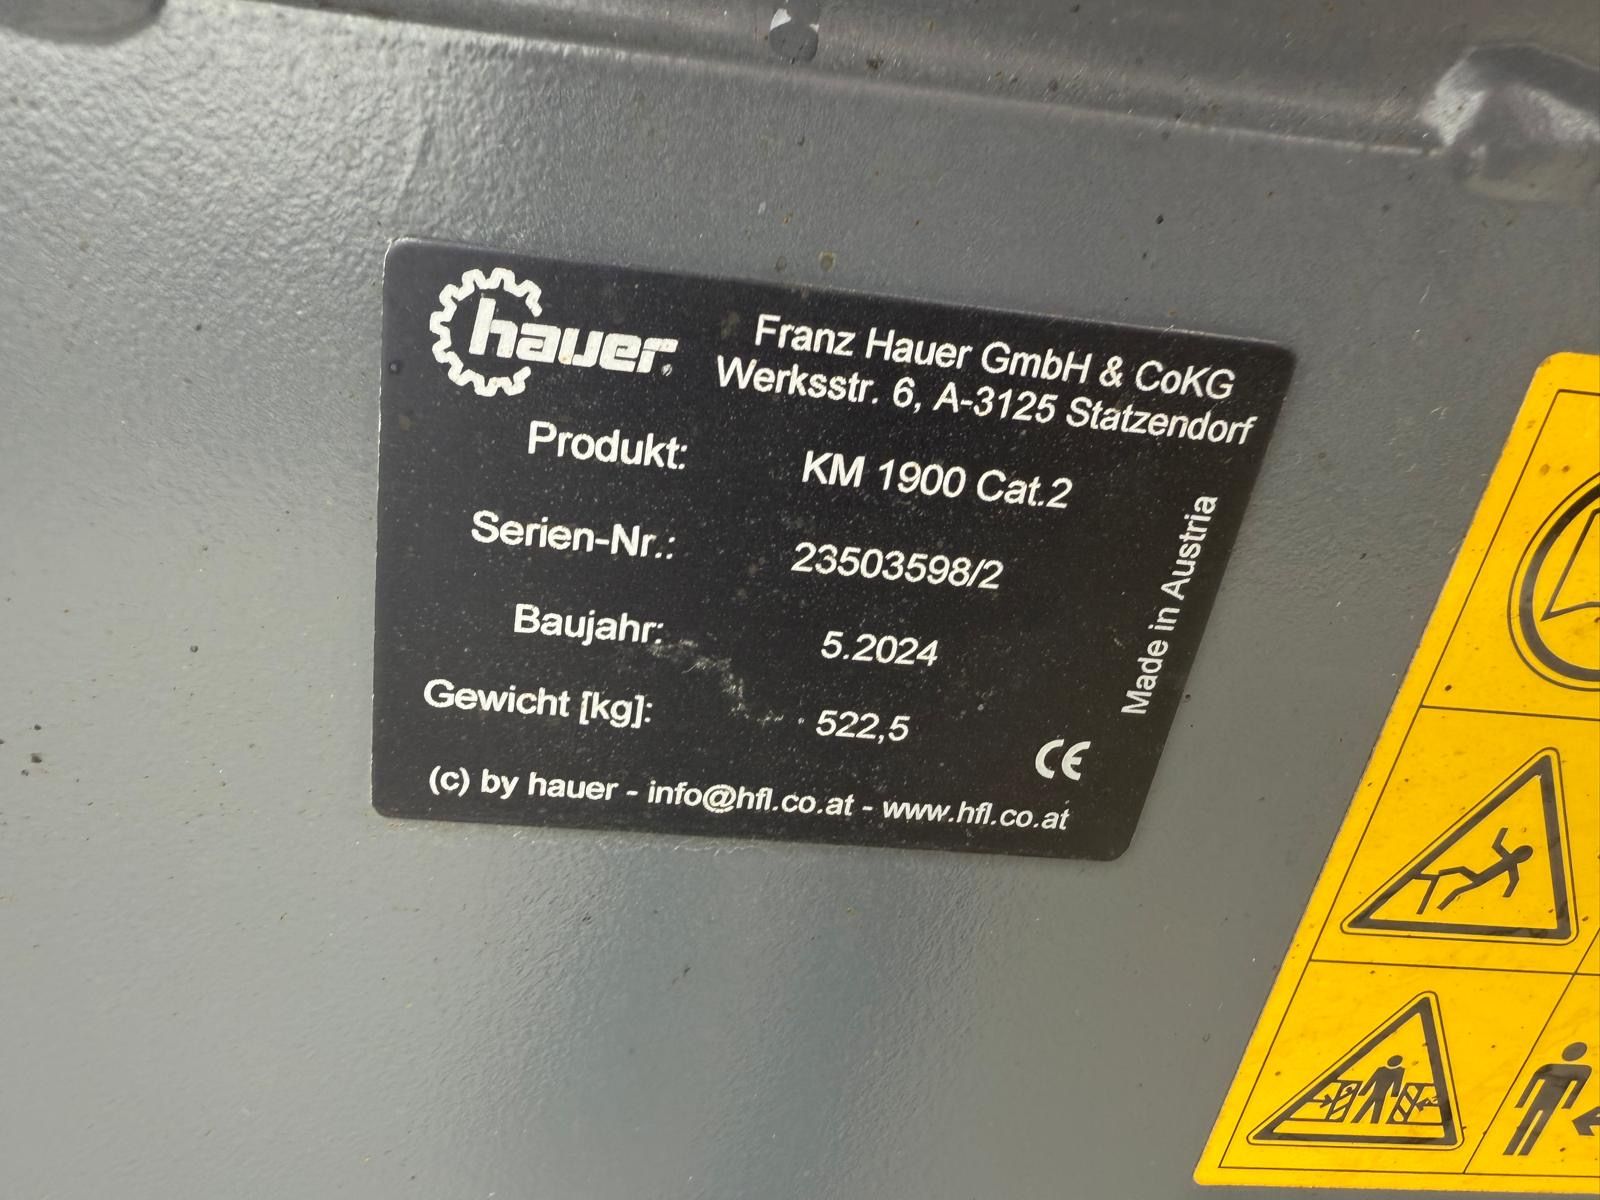 hauer.
Franz Hauer GmbH & CoKG
Werksstr. 6, A-3125 Statzendorf
Produkt: KM 1900 Cat.2
Serien-Nr.: 23503598/2
Baujahr: 5.2024
Gewicht [kg]: 522,5
Made in Austria
CE
(c) by hauer - info@hfl.co.at - www.hfl.co.at